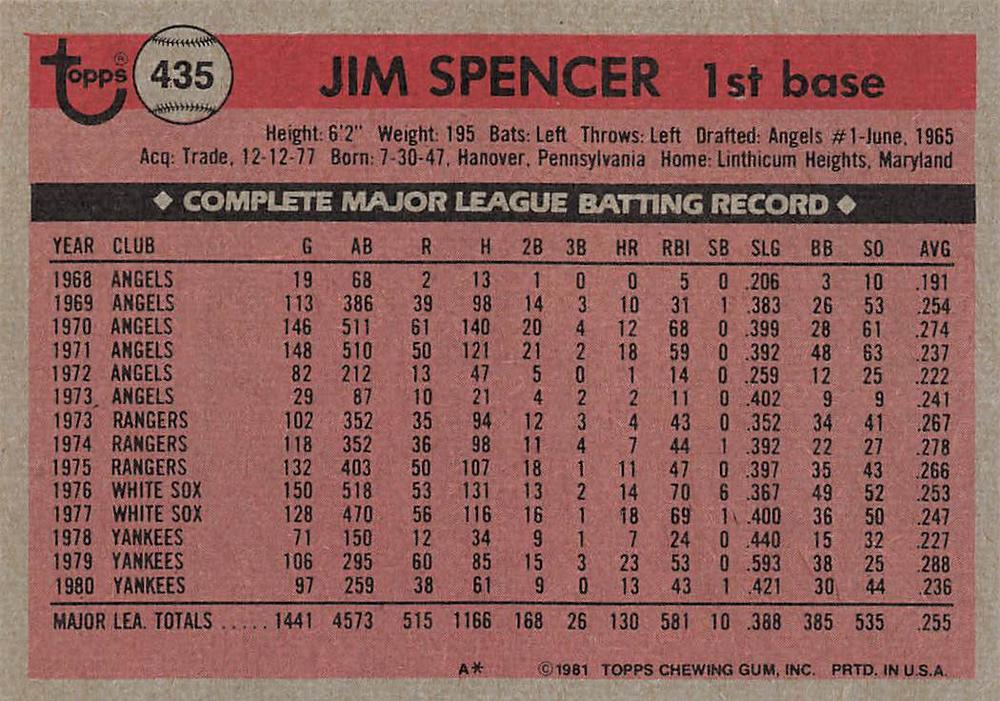 Topps® 435 JIM SPENCER 1st base
Height: 6'2" Weight: 195 Bats: Left Throws: Left Drafted: Angels #1-June, 1965
Acq: Trade, 12-12-77 Born: 7-30-47, Hanover, Pennsylvania Home: Linthicum Heights, Maryland
◆ COMPLETE MAJOR LEAGUE BATTING RECORD ◆
YEAR CLUB G AB R H 2B 3B HR RBI SB SLG BB SO AVG
1968 ANGELS 19 68 2 13 1 0 0 5 0 .206 3 10 .191
1969 ANGELS 113 386 39 98 14 3 10 31 1 .383 26 53 .254
1970 ANGELS 146 511 61 140 20 4 12 68 0 .399 28 61 .274
1971 ANGELS 148 510 50 121 21 2 18 59 0 .392 48 63 .237
1972 ANGELS 82 212 13 47 5 0 1 14 0 .259 12 25 .222
1973 ANGELS 29 87 10 21 4 2 2 11 0 .402 9 9 .241
1973 RANGERS 102 352 35 94 12 3 4 43 0 .352 34 41 .267
1974 RANGERS 118 352 36 98 11 4 7 44 1 .392 22 27 .278
1975 RANGERS 132 403 50 107 18 1 11 47 0 .397 35 43 .266
1976 WHITE SOX 150 518 53 131 13 2 14 70 6 .367 49 52 .253
1977 WHITE SOX 128 470 56 116 16 1 18 69 1 .400 36 50 .247
1978 YANKEES 71 150 12 34 9 1 7 24 0 .440 15 32 .227
1979 YANKEES 106 295 60 85 15 3 23 53 0 .593 38 25 .288
1980 YANKEES 97 259 38 61 9 0 13 43 1 .421 30 44 .236
MAJOR LEA. TOTALS ..... 1441 4573 515 1166 168 26 130 581 10 .388 385 535 .255
A* ©1981 TOPPS CHEWING GUM, INC. PRTD. IN U.S.A.